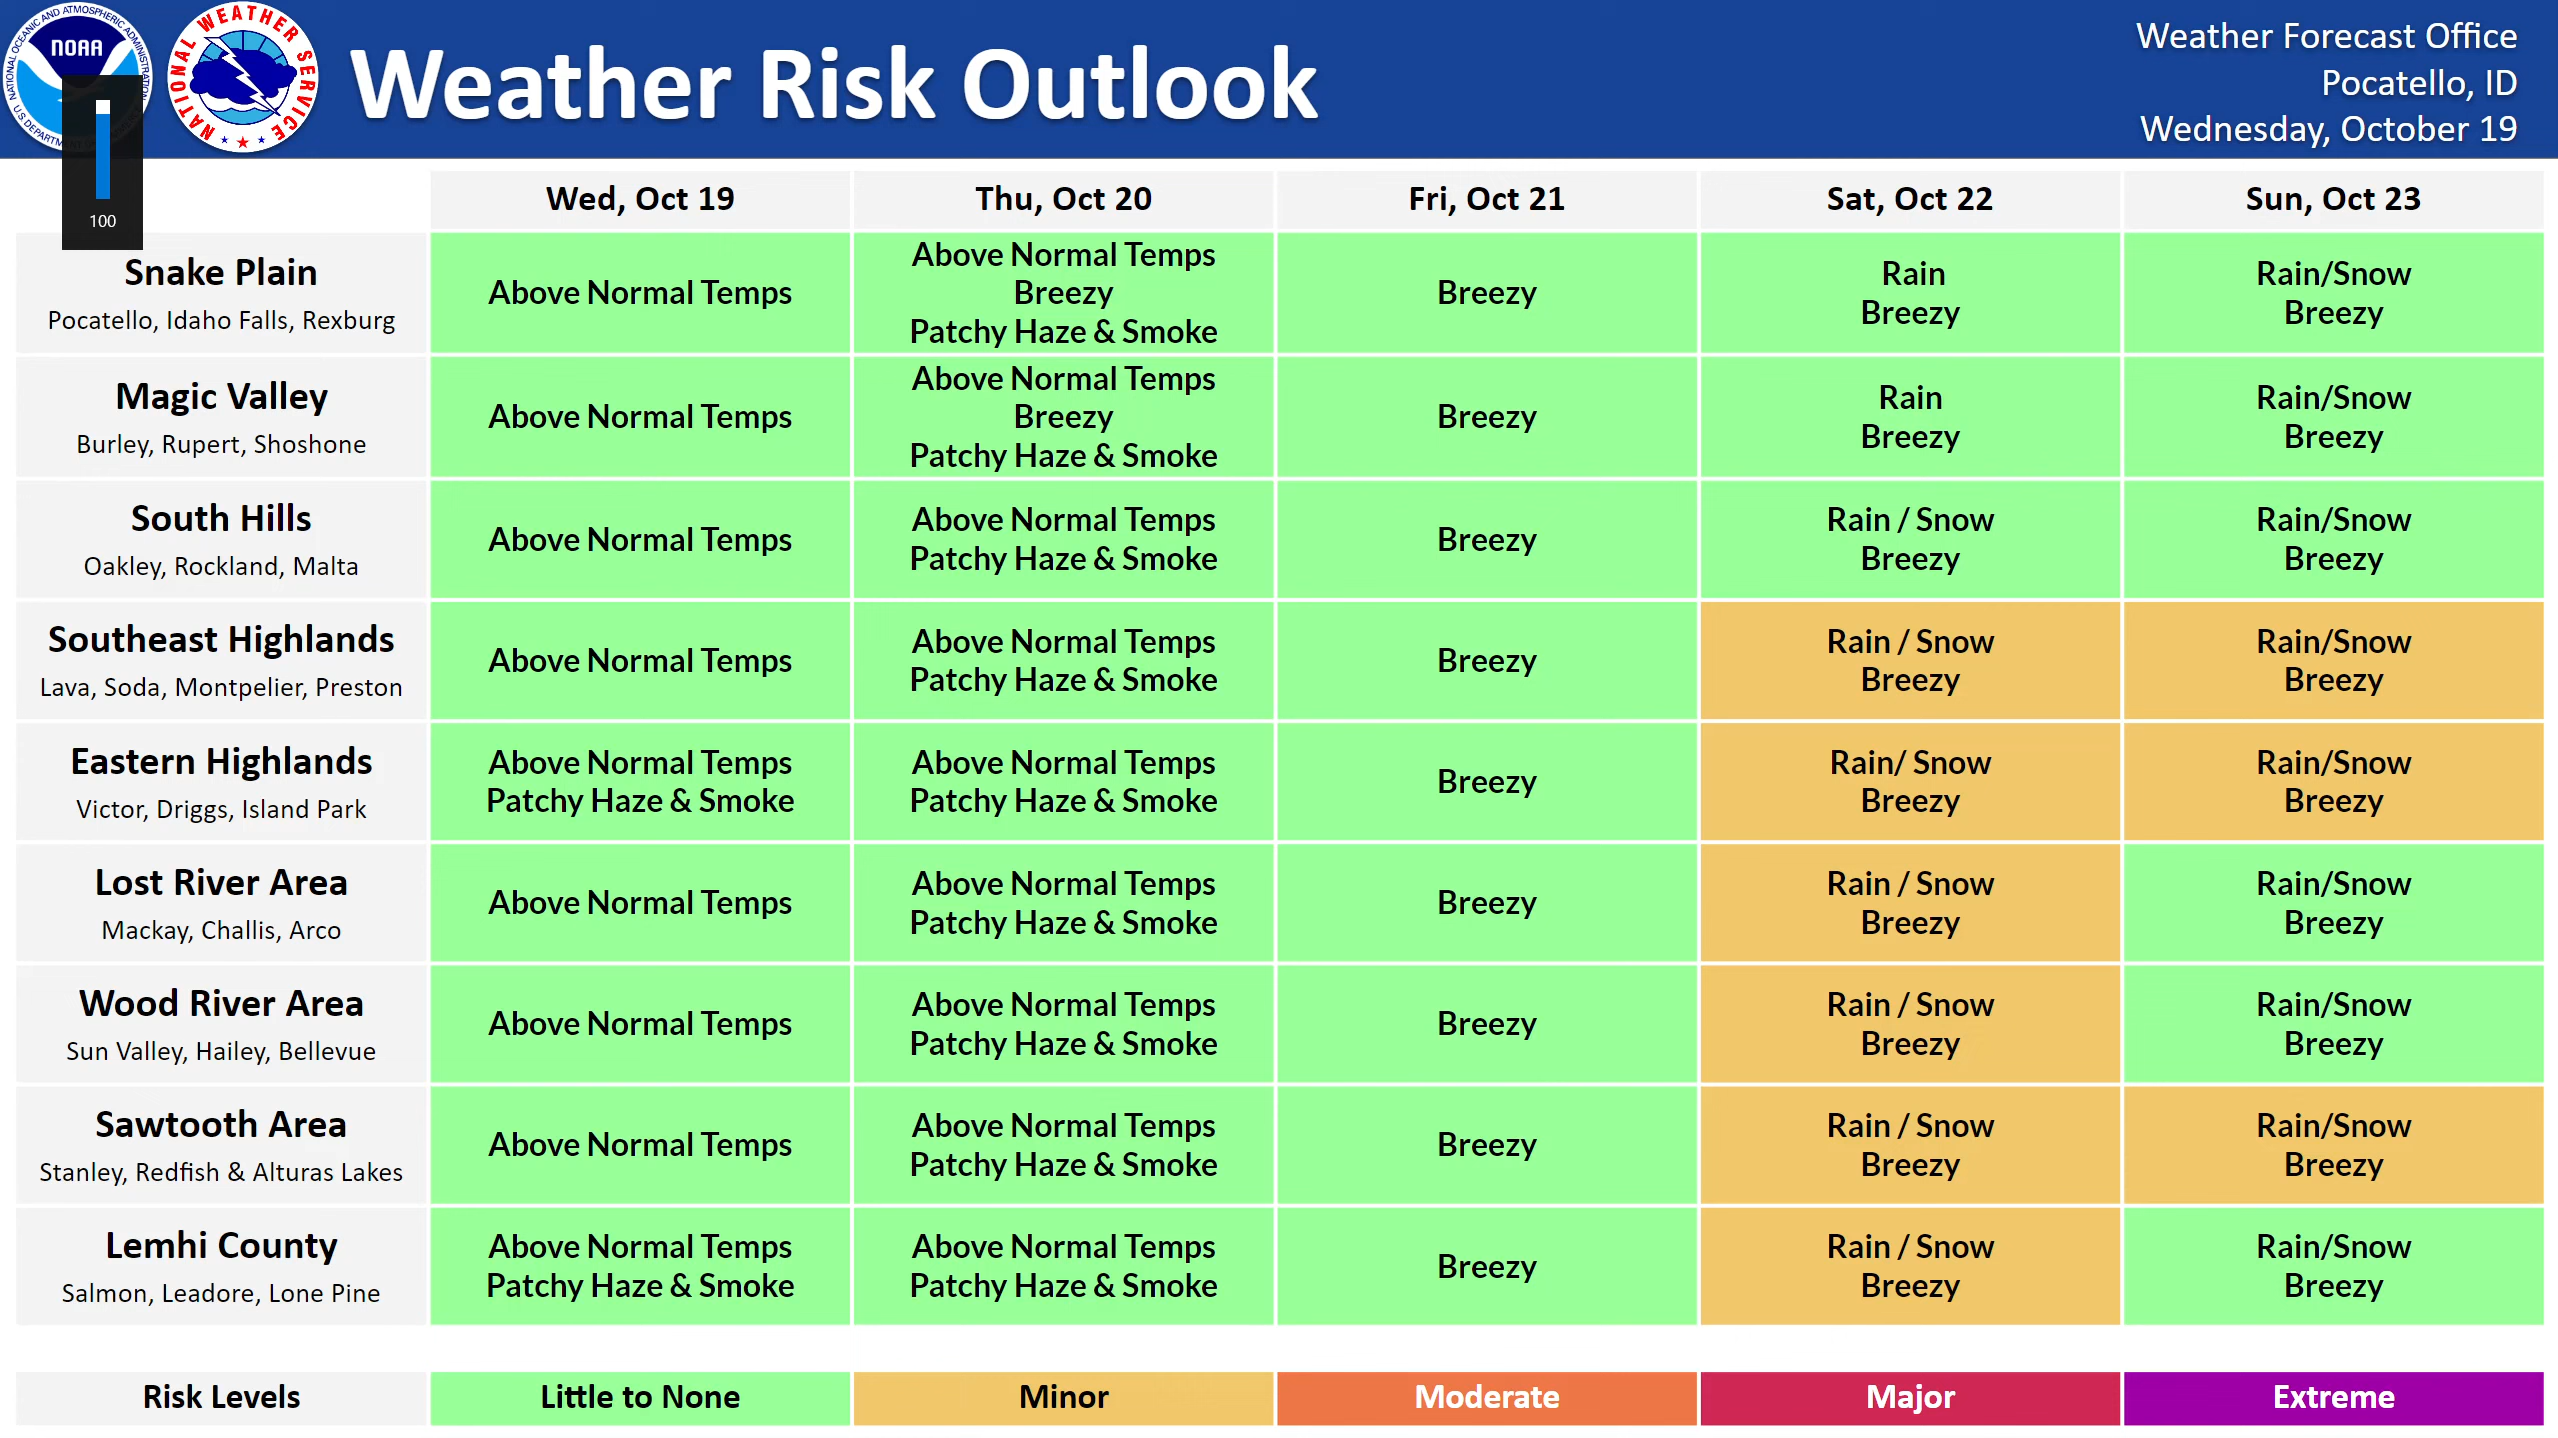 NOAA
NATIONAL OCEANIC AND ATMOSPHERIC ADMINISTRATION
NATIONAL WEATHER SERVICE
Weather Risk Outlook
Weather Forecast Office
Pocatello, ID
Wednesday, October 19
100
Wed, Oct 19
Thu, Oct 20
Fri, Oct 21
Sat, Oct 22
Sun, Oct 23
Snake Plain
Pocatello, Idaho Falls, Rexburg
Above Normal Temps
Above Normal Temps
Breezy
Patchy Haze & Smoke
Breezy
Rain
Breezy
Rain/Snow
Breezy
Magic Valley
Burley, Rupert, Shoshone
Above Normal Temps
Above Normal Temps
Breezy
Patchy Haze & Smoke
Breezy
Rain
Breezy
Rain/Snow
Breezy
South Hills
Oakley, Rockland, Malta
Above Normal Temps
Above Normal Temps
Patchy Haze & Smoke
Breezy
Rain / Snow
Breezy
Rain/Snow
Breezy
Southeast Highlands
Lava, Soda, Montpelier, Preston
Above Normal Temps
Above Normal Temps
Patchy Haze & Smoke
Breezy
Rain / Snow
Breezy
Rain/Snow
Breezy
Eastern Highlands
Victor, Driggs, Island Park
Above Normal Temps
Patchy Haze & Smoke
Above Normal Temps
Patchy Haze & Smoke
Breezy
Rain/ Snow
Breezy
Rain/Snow
Breezy
Lost River Area
Mackay, Challis, Arco
Above Normal Temps
Above Normal Temps
Patchy Haze & Smoke
Breezy
Rain / Snow
Breezy
Rain/Snow
Breezy
Wood River Area
Sun Valley, Hailey, Bellevue
Above Normal Temps
Above Normal Temps
Patchy Haze & Smoke
Breezy
Rain / Snow
Breezy
Rain/Snow
Breezy
Sawtooth Area
Stanley, Redfish & Alturas Lakes
Above Normal Temps
Above Normal Temps
Patchy Haze & Smoke
Breezy
Rain / Snow
Breezy
Rain/Snow
Breezy
Lemhi County
Salmon, Leadore, Lone Pine
Above Normal Temps
Patchy Haze & Smoke
Above Normal Temps
Patchy Haze & Smoke
Breezy
Rain / Snow
Breezy
Rain/Snow
Breezy
Risk Levels
Little to None
Minor
Moderate
Major
Extreme